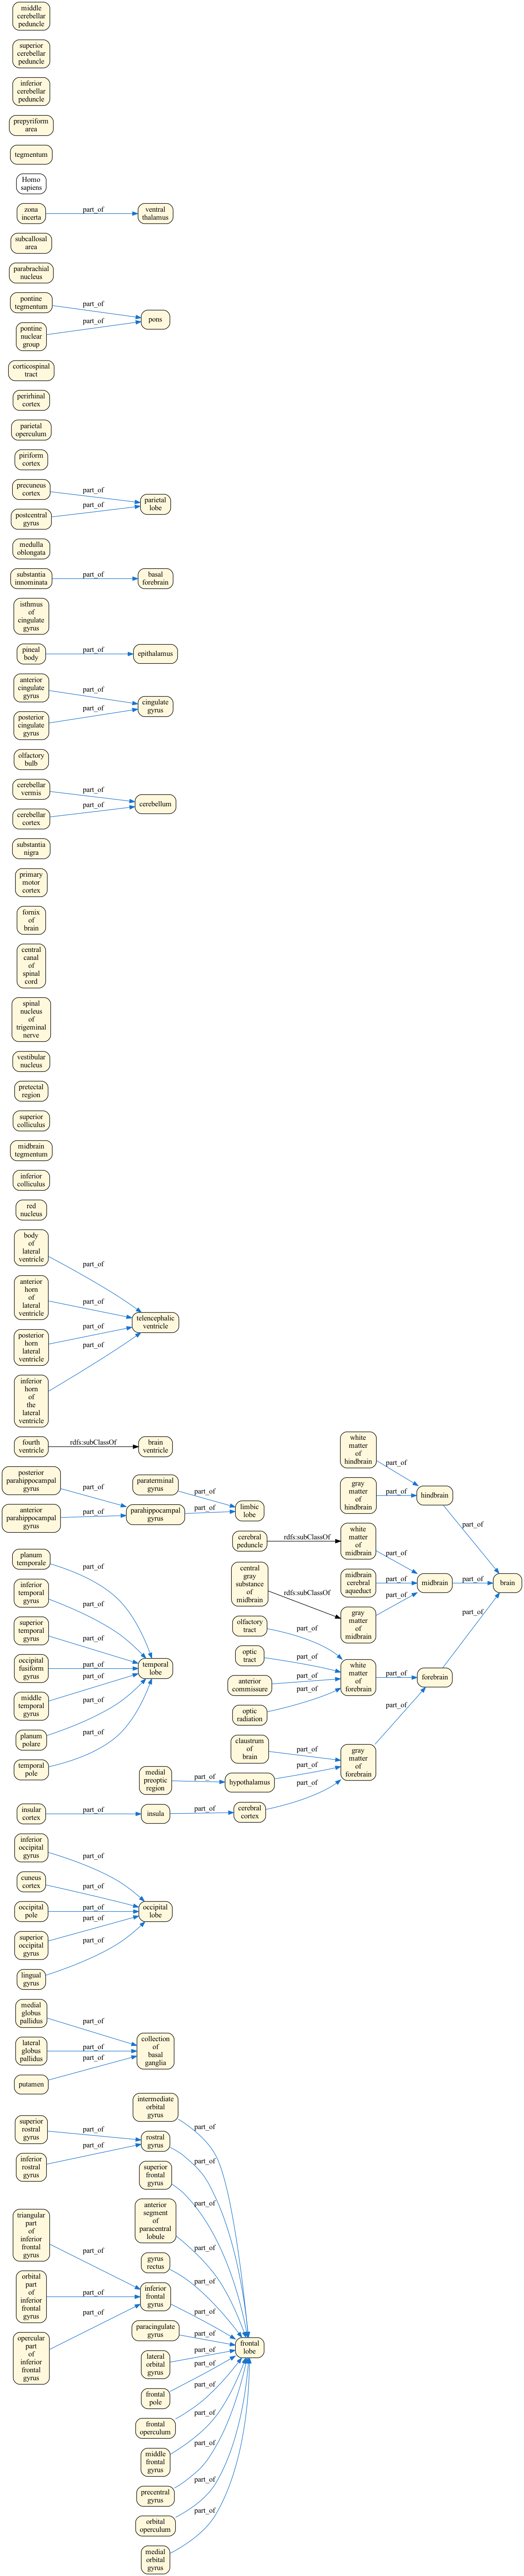 middle
cerebellar
peduncle
superior
cerebellar
peduncle
inferior
cerebellar
peduncle
prepyriform
area
tegmentum
Homo
sapiens
zona
incerta
part_of
ventral
thalamus
subcallosal
area
parabrachial
nucleus
pontine
tegmentum
part_of
pons
part_of
pontine
nuclear
group
corticospinal
tract
perirhinal
cortex
parietal
operculum
piriform
cortex
precuneus
cortex
part_of
parietal
lobe
part_of
postcentral
gyrus
medulla
oblongata
substantia
innominata
part_of
basal
forebrain
isthmus
of
cingulate
gyrus
pineal
body
part_of
epithalamus
anterior
cingulate
gyrus
part_of
cingulate
gyrus
part_of
posterior
cingulate
gyrus
olfactory
bulb
cerebellar
vermis
part_of
cerebellum
part_of
cerebellar
cortex
substantia
nigra
primary
motor
cortex
fornix
of
brain
central
canal
of
spinal
cord
spinal
nucleus
of
trigeminal
nerve
vestibular
nucleus
pretectal
region
superior
colliculus
midbrain
tegmentum
inferior
colliculus
red
nucleus
body
of
lateral
ventricle
part_of
anterior
horn
of
lateral
ventricle
part_of
telencephalic
ventricle
part_of
posterior
horn
lateral
ventricle
part_of
inferior
horn
of
the
lateral
ventricle
fourth
ventricle
rdfs:subClassOf
brain
ventricle
white
matter
of
hindbrain
part_of
posterior
parahippocampal
gyrus
part_of
paraterminal
gyrus
part_of
gray
matter
of
hindbrain
part_of
hindbrain
anterior
parahippocampal
gyrus
part_of
parahippocampal
gyrus
part_of
limbic
lobe
part_of
cerebral
peduncle
rdfs:subClassOf
white
matter
of
midbrain
part_of
planum
temporale
part_of
central
gray
substance
of
midbrain
rdfs:subClassOf
midbrain
cerebral
aqueduct
part_of
midbrain
part_of
brain
inferior
temporal
gyrus
part_of
gray
matter
of
midbrain
part_of
superior
temporal
gyrus
part_of
olfactory
tract
part_of
part_of
occipital
fusiform
gyrus
part_of
temporal
lobe
optic
tract
part_of
white
matter
of
forebrain
part_of
forebrain
middle
temporal
gyrus
part_of
anterior
commissure
part_of
planum
polare
part_of
optic
radiation
part_of
part_of
temporal
pole
part_of
claustrum
of
brain
part_of
gray
matter
of
forebrain
medial
preoptic
region
part_of
hypothalamus
part_of
insular
cortex
part_of
insula
part_of
cerebral
cortex
part_of
inferior
occipital
gyrus
part_of
cuneus
cortex
part_of
occipital
pole
part_of
occipital
lobe
superior
occipital
gyrus
part_of
lingual
gyrus
part_of
medial
globus
pallidus
part_of
lateral
globus
pallidus
part_of
collection
of
basal
ganglia
putamen
part_of
intermediate
orbital
gyrus
part_of
superior
rostral
gyrus
part_of
rostral
gyrus
part_of
inferior
rostral
gyrus
part_of
superior
frontal
gyrus
part_of
anterior
segment
of
paracentral
lobule
part_of
triangular
part
of
inferior
frontal
gyrus
part_of
gyrus
rectus
part_of
orbital
part
of
inferior
frontal
gyrus
part_of
inferior
frontal
gyrus
part_of
opercular
part
of
inferior
frontal
gyrus
part_of
paracingulate
gyrus
part_of
frontal
lobe
lateral
orbital
gyrus
part_of
frontal
pole
part_of
frontal
operculum
part_of
middle
frontal
gyrus
part_of
precentral
gyrus
part_of
orbital
operculum
part_of
medial
orbital
gyrus
part_of